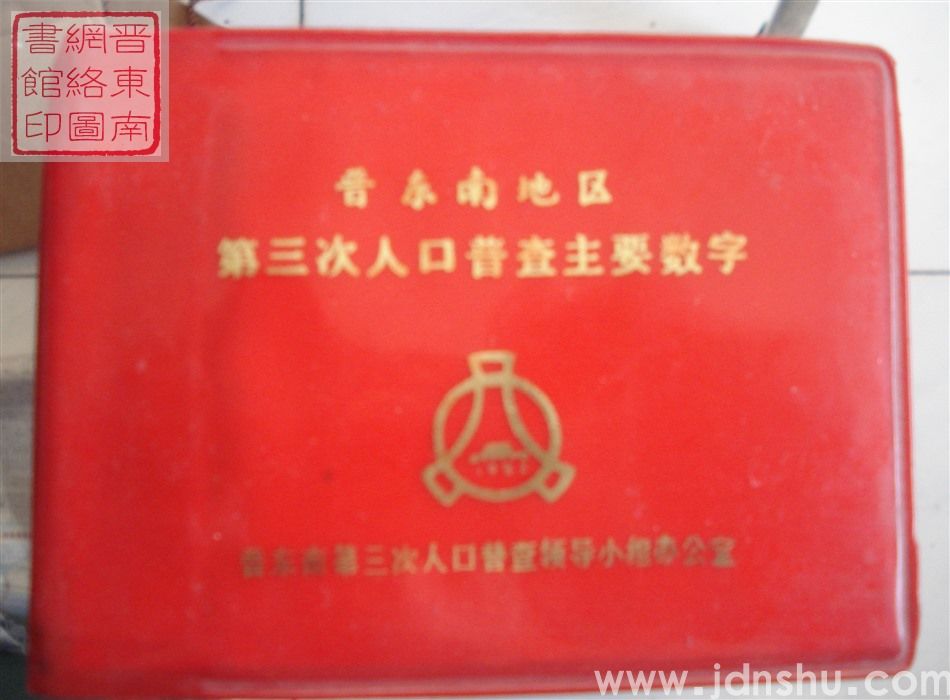 晋東南
網絡圖
書館印
晋东南地区
第三次人口普查主要数字
1982
晋东南第三次人口普查领导小组办公室
www.jdnshu.com